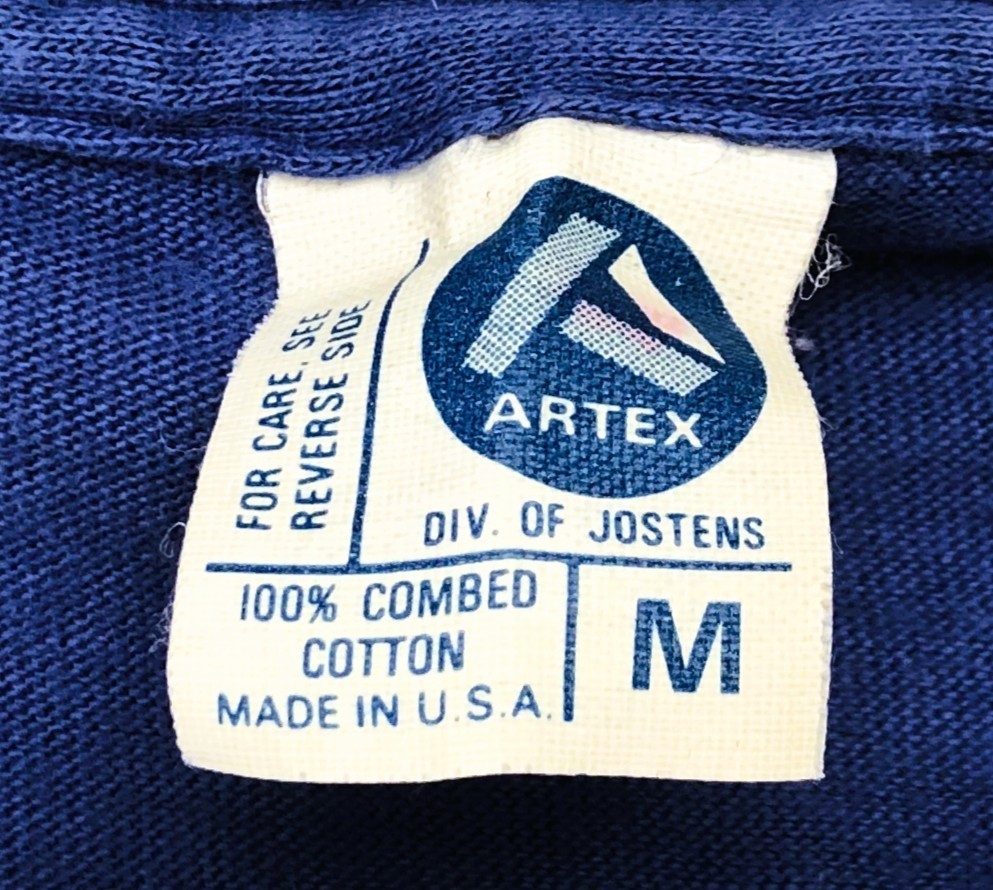 ARTEX
DIV. OF JOSTENS
FOR CARE, SEE
REVERSE SIDE
100% COMBED
COTTON
MADE IN U.S.A.
M